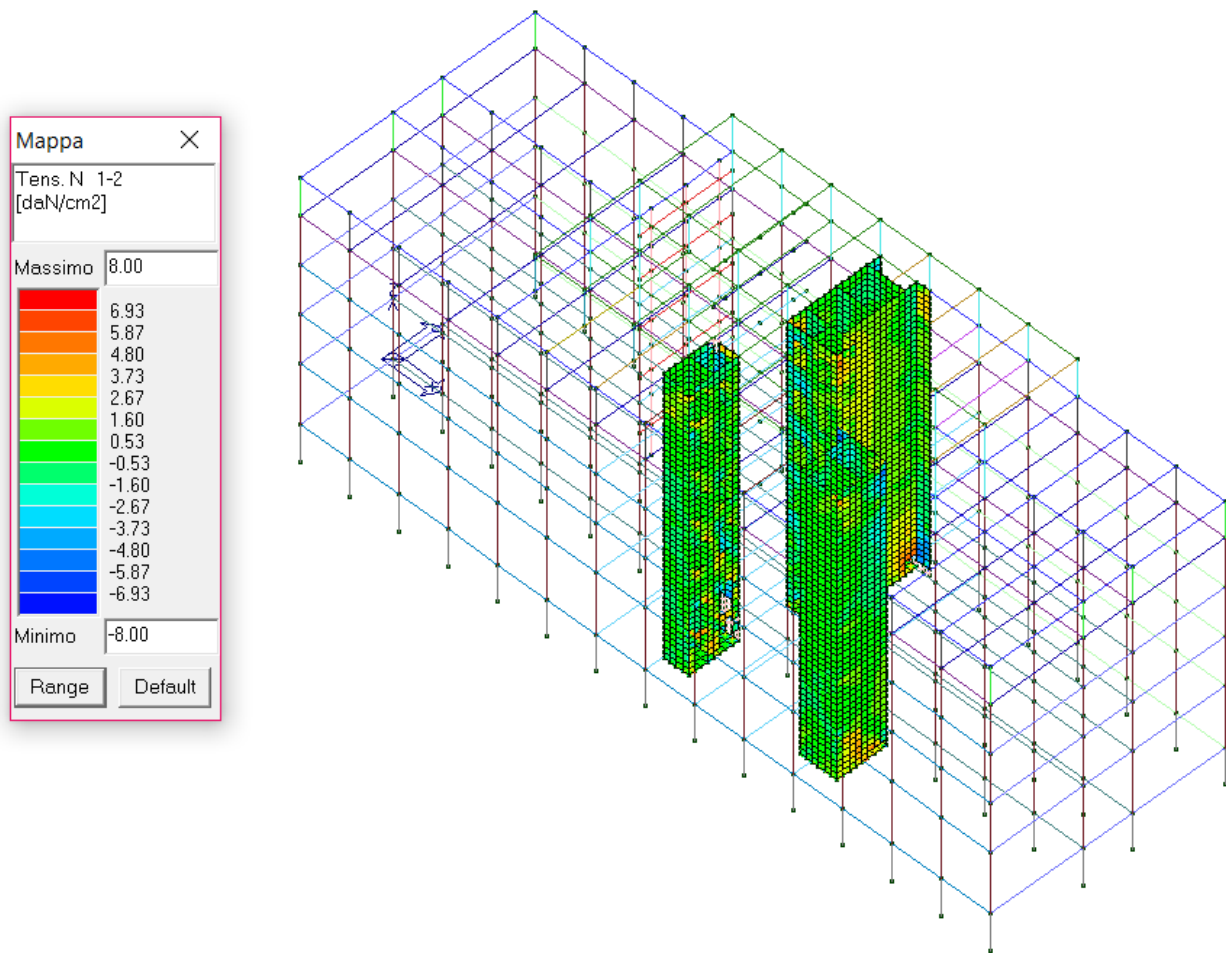 Mappa
Tens. N 1-2
[daN/cm2]
Massimo 8.00
6.93
5.87
4.80
3.73
2.67
1.60
0.53
-0.53
-1.60
-2.67
-3.73
-4.80
-5.87
-6.93
Minimo -8.00
Range Default